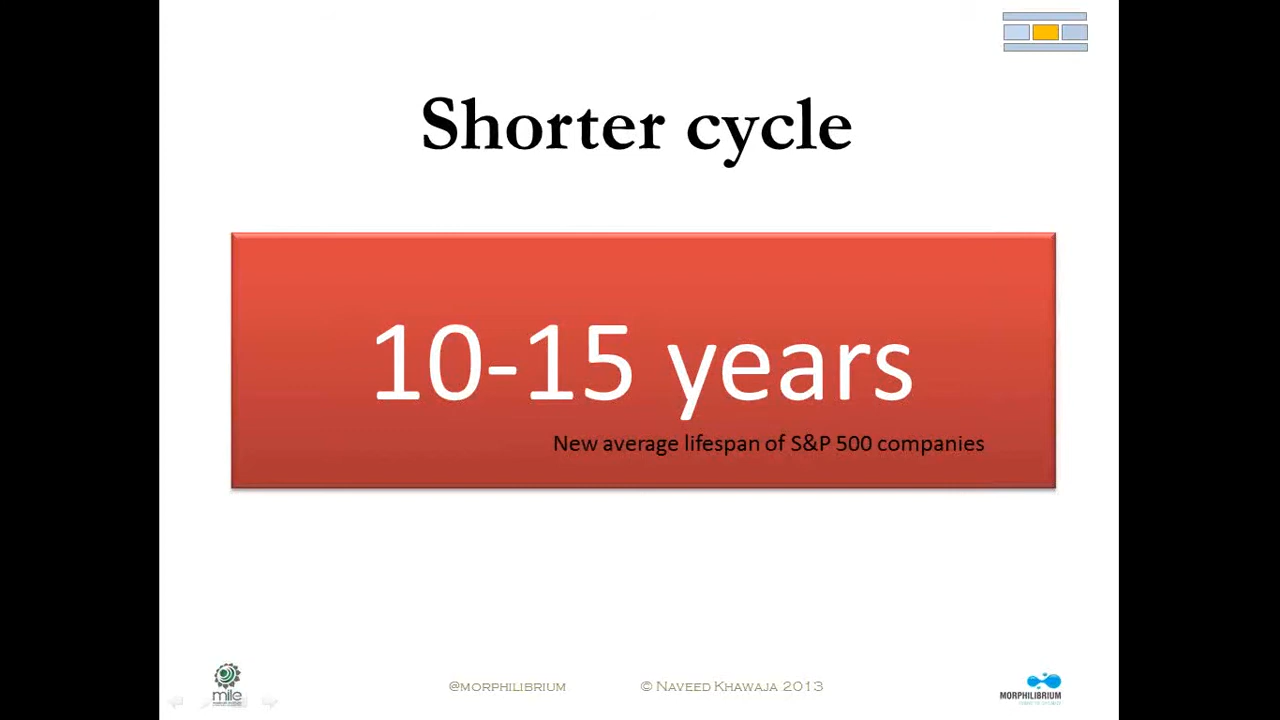 Shorter cycle
10-15 years
New average lifespan of S&P 500 companies
mile
@MORPHILIBRIUM
© NAVEED KHAWAJA 2013
MORPHILIBRIUM